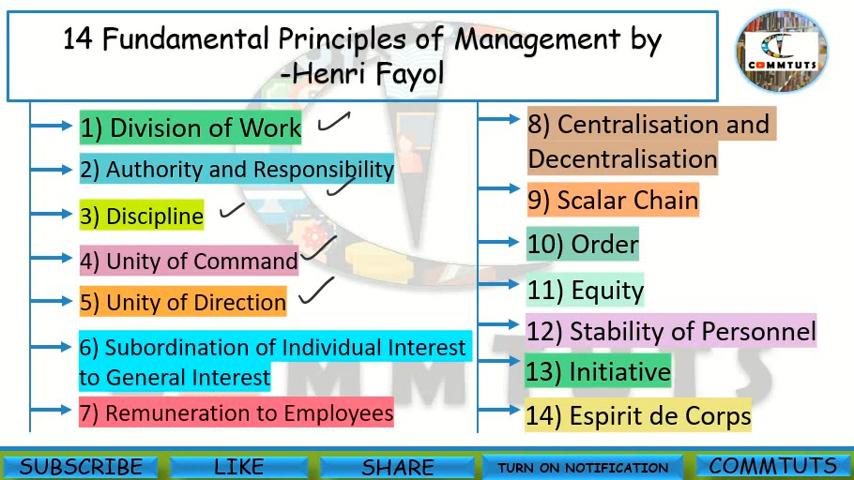 14 Fundamental Principles of Management by
-Henri Fayol
COMMTUTS
1) Division of Work
2) Authority and Responsibility
3) Discipline
4) Unity of Command
5) Unity of Direction
6) Subordination of Individual Interest
to General Interest
7) Remuneration to Employees
8) Centralisation and
Decentralisation
9) Scalar Chain
10) Order
11) Equity
12) Stability of Personnel
13) Initiative
14) Espirit de Corps
COMMTUTS
SUBSCRIBE
LIKE
SHARE
TURN ON NOTIFICATION
COMMTUTS